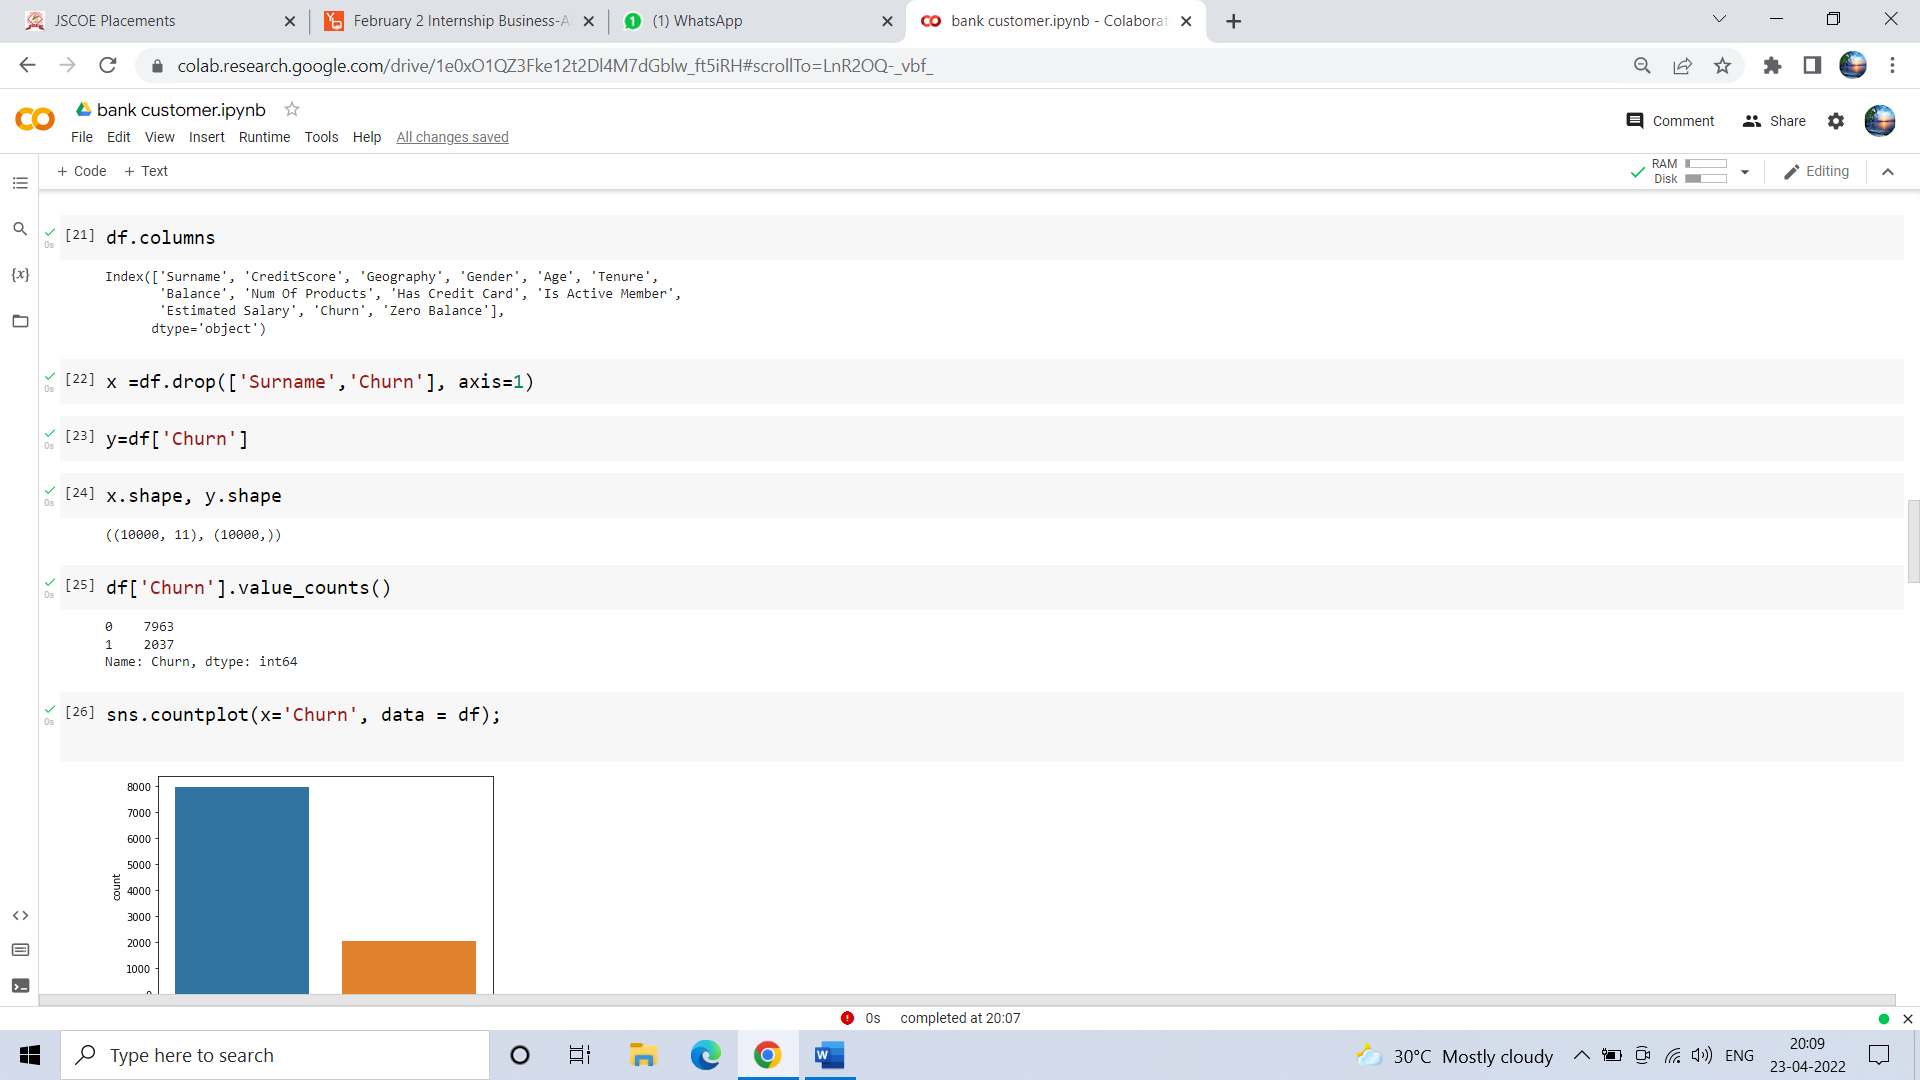 JSCOE Placements
February 2 Internship Business-A
(1) WhatsApp
bank customer.ipynb - Colaborat
colab.research.google.com/drive/1e0xO1QZ3Fke12t2Dl4M7dGblw_ft5iRH#scrollTo=LnR2OQ-_vbf_
bank customer.ipynb
File Edit View Insert Runtime Tools Help All changes saved
Comment Share
+ Code + Text
RAM
Disk
Editing
[21] df.columns
0s
Index(['Surname', 'CreditScore', 'Geography', 'Gender', 'Age', 'Tenure',
'Balance', 'Num Of Products', 'Has Credit Card', 'Is Active Member',
'Estimated Salary', 'Churn', 'Zero Balance'],
dtype='object')
[22] x =df.drop(['Surname','Churn'], axis=1)
0s
[23] y=df['Churn']
0s
[24] x.shape, y.shape
0s
((10000, 11), (10000,))
[25] df['Churn'].value_counts()
0s
0 7963
1 2037
Name: Churn, dtype: int64
[26] sns.countplot(x='Churn', data = df);
0s
8000
7000
6000
5000
4000
3000
2000
1000
count
0s completed at 20:07
Type here to search
30°C Mostly cloudy
ENG
20:09
23-04-2022